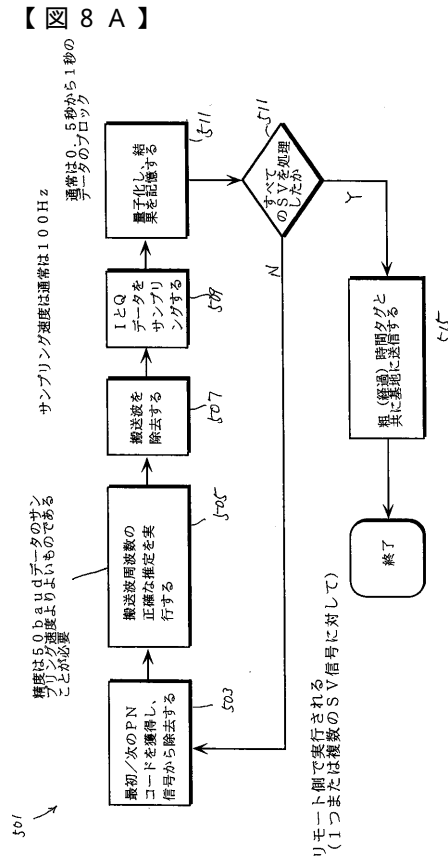 【図８Ａ】
501
精度は５０ｂａｕｄデータのサン
プリング速度よりよいものである
ことが必要
サンプリング速度は通常は１００Ｈｚ
通常は０．５秒から１秒の
データのブロック
最初／次のＰＮ
コードを獲得し、
信号から除去する
503
搬送波周波数の
正確な推定を実
行する
505
搬送波を
除去する
507
ＩとＱ
データを
サンプリ
ングする
509
量子化し、結
果を記憶する
511
すべて
のＳＶを処理
したか
511
N
Y
粗（経過）時間タグと
共に基地に送信する
515
終了
リモート側で実行される
（１つまたは複数のＳＶ信号に対して）